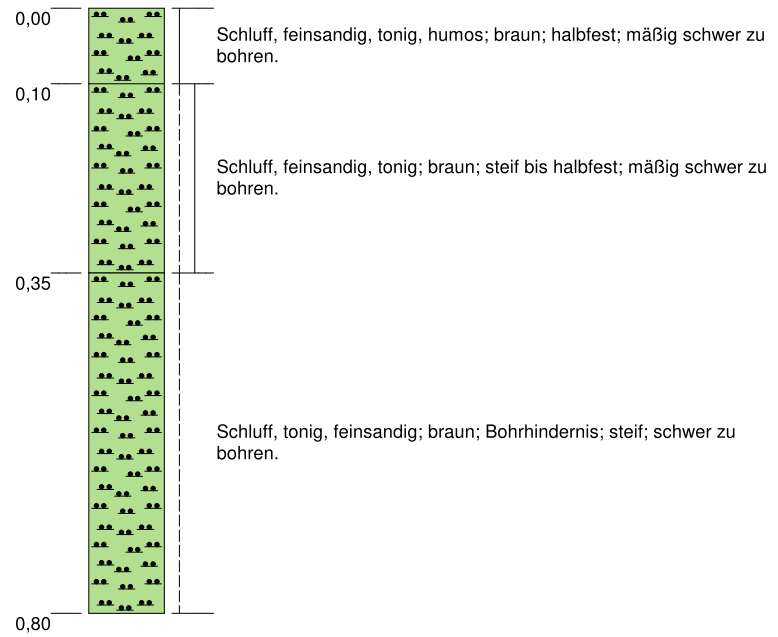 0,00
Schluff, feinsandig, tonig, humos; braun; halbfest; mäßig schwer zu
bohren.
0,10
Schluff, feinsandig, tonig; braun; steif bis halbfest; mäßig schwer zu
bohren.
0,35
Schluff, tonig, feinsandig; braun; Bohrhindernis; steif; schwer zu
bohren.
0,80